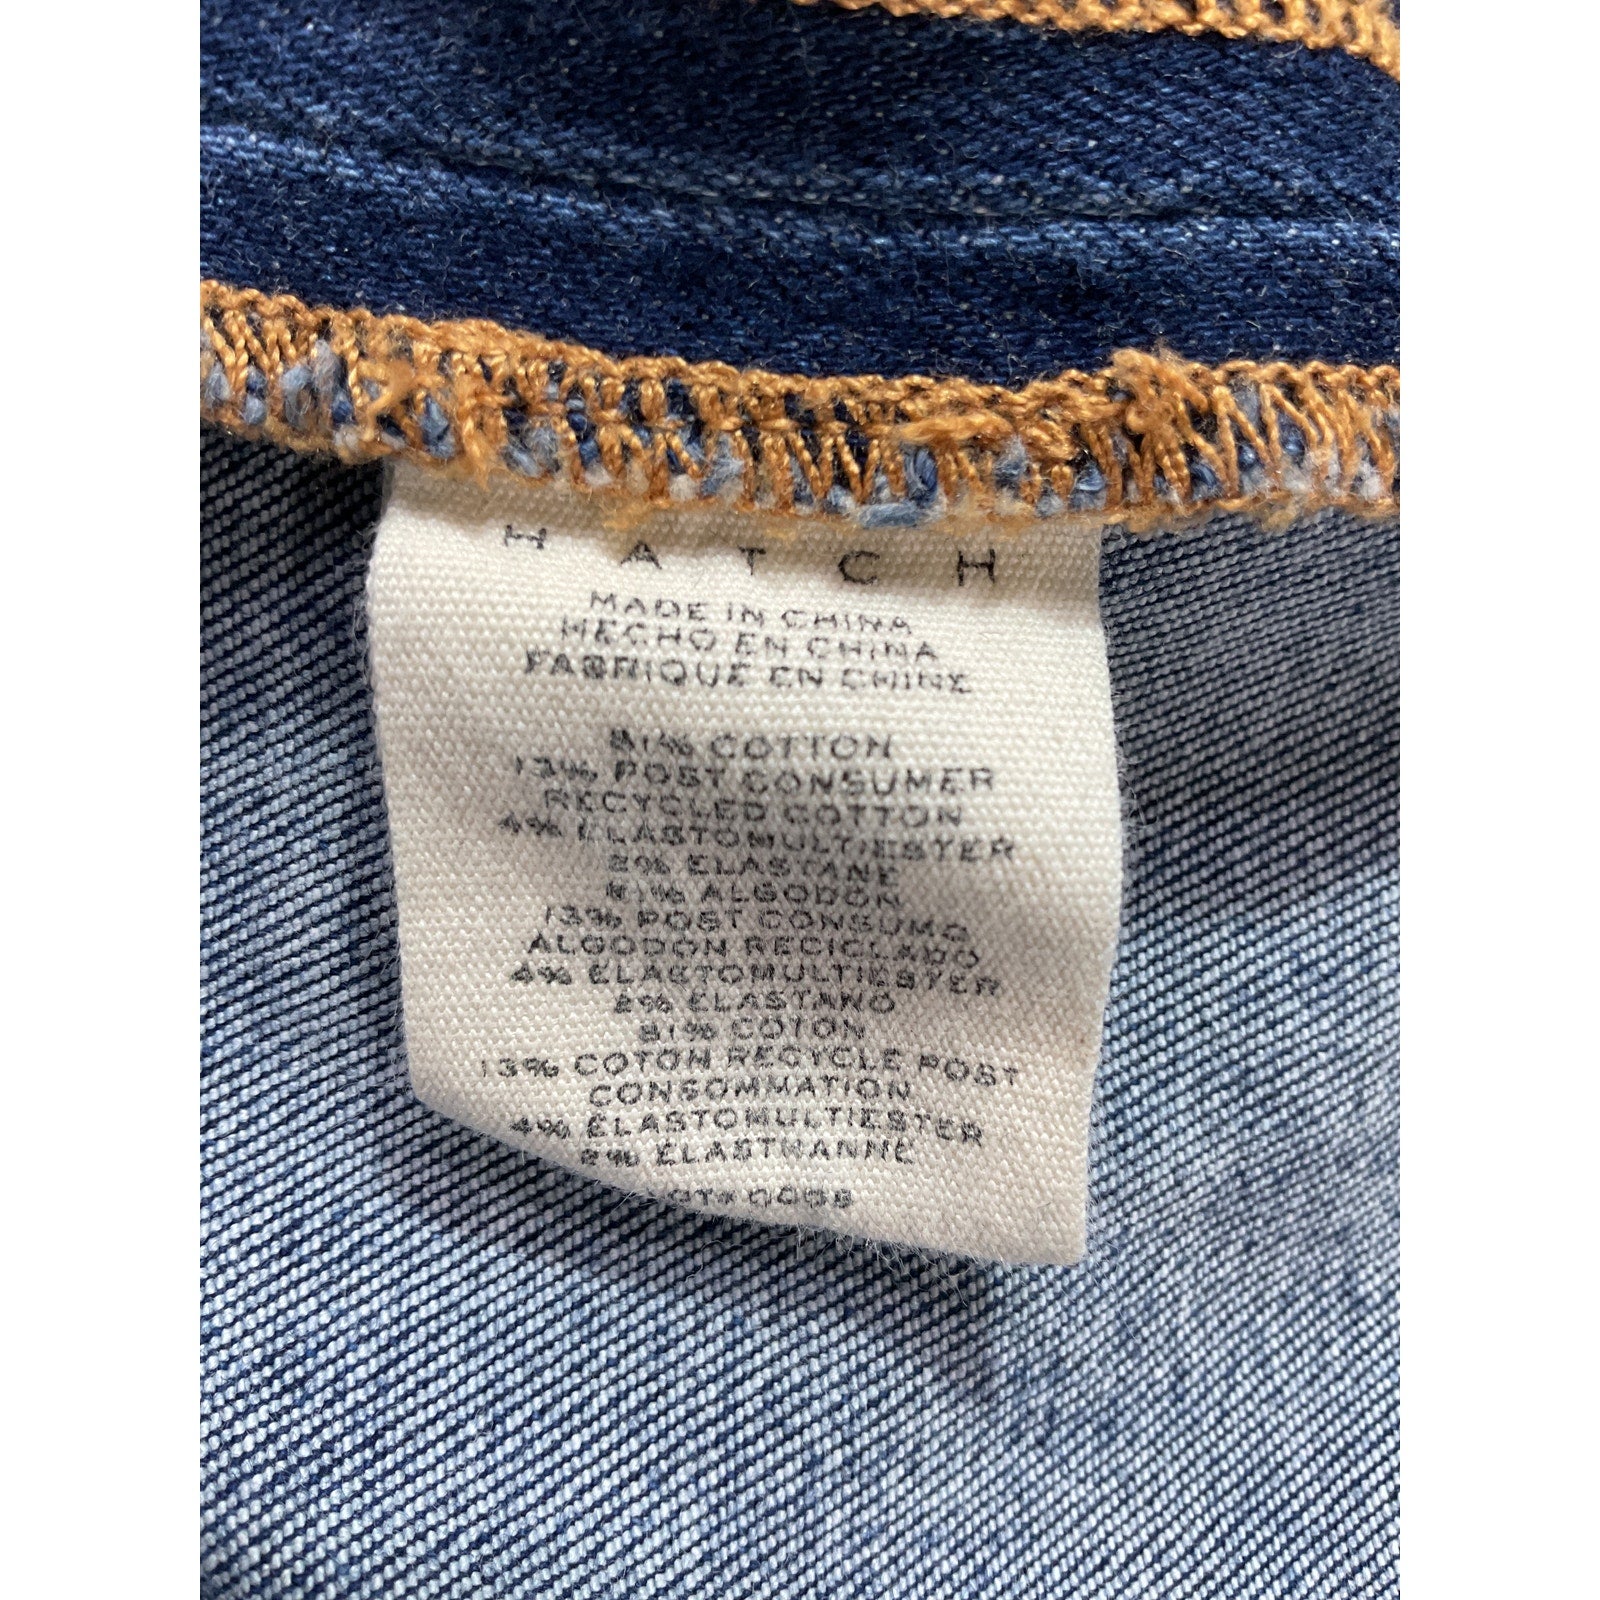 H A T C H
MADE IN CHINA
HECHO EN CHINA
FABRIQUE EN CHINE
81% COTTON
13% POST CONSUMER
RECYCLED COTTON
4% ELASTOMULTIESTER
2% ELASTANE
81% ALGODON
13% POST CONSUMO
ALGODON RECICLADO
4% ELASTOMULTIESTER
2% ELASTANO
81% COTON
13% COTON RECYCLE POST
CONSOMMATION
4% ELASTOMULTIESTER
2% ELASTHANNE